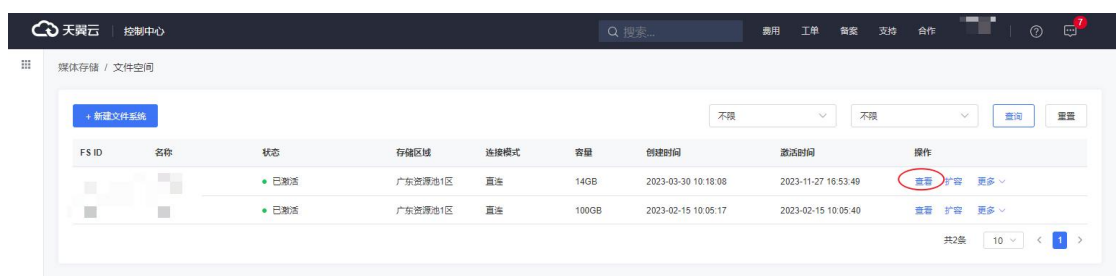 天翼云 控制中心 搜索... 费用 工单 备案 支持 合作 7
媒体存储 / 文件空间
+ 新建文件系统 不限 不限 查询 重置
FS ID 名称 状态 存储区域 连接模式 容量 创建时间 激活时间 操作
已激活 广东资源池1区 直连 14GB 2023-03-30 10:18:08 2023-11-27 16:53:49 查看 扩容 更多
已激活 广东资源池1区 直连 100GB 2023-02-15 10:05:17 2023-02-15 10:05:40 查看 扩容 更多
共2条 10 1